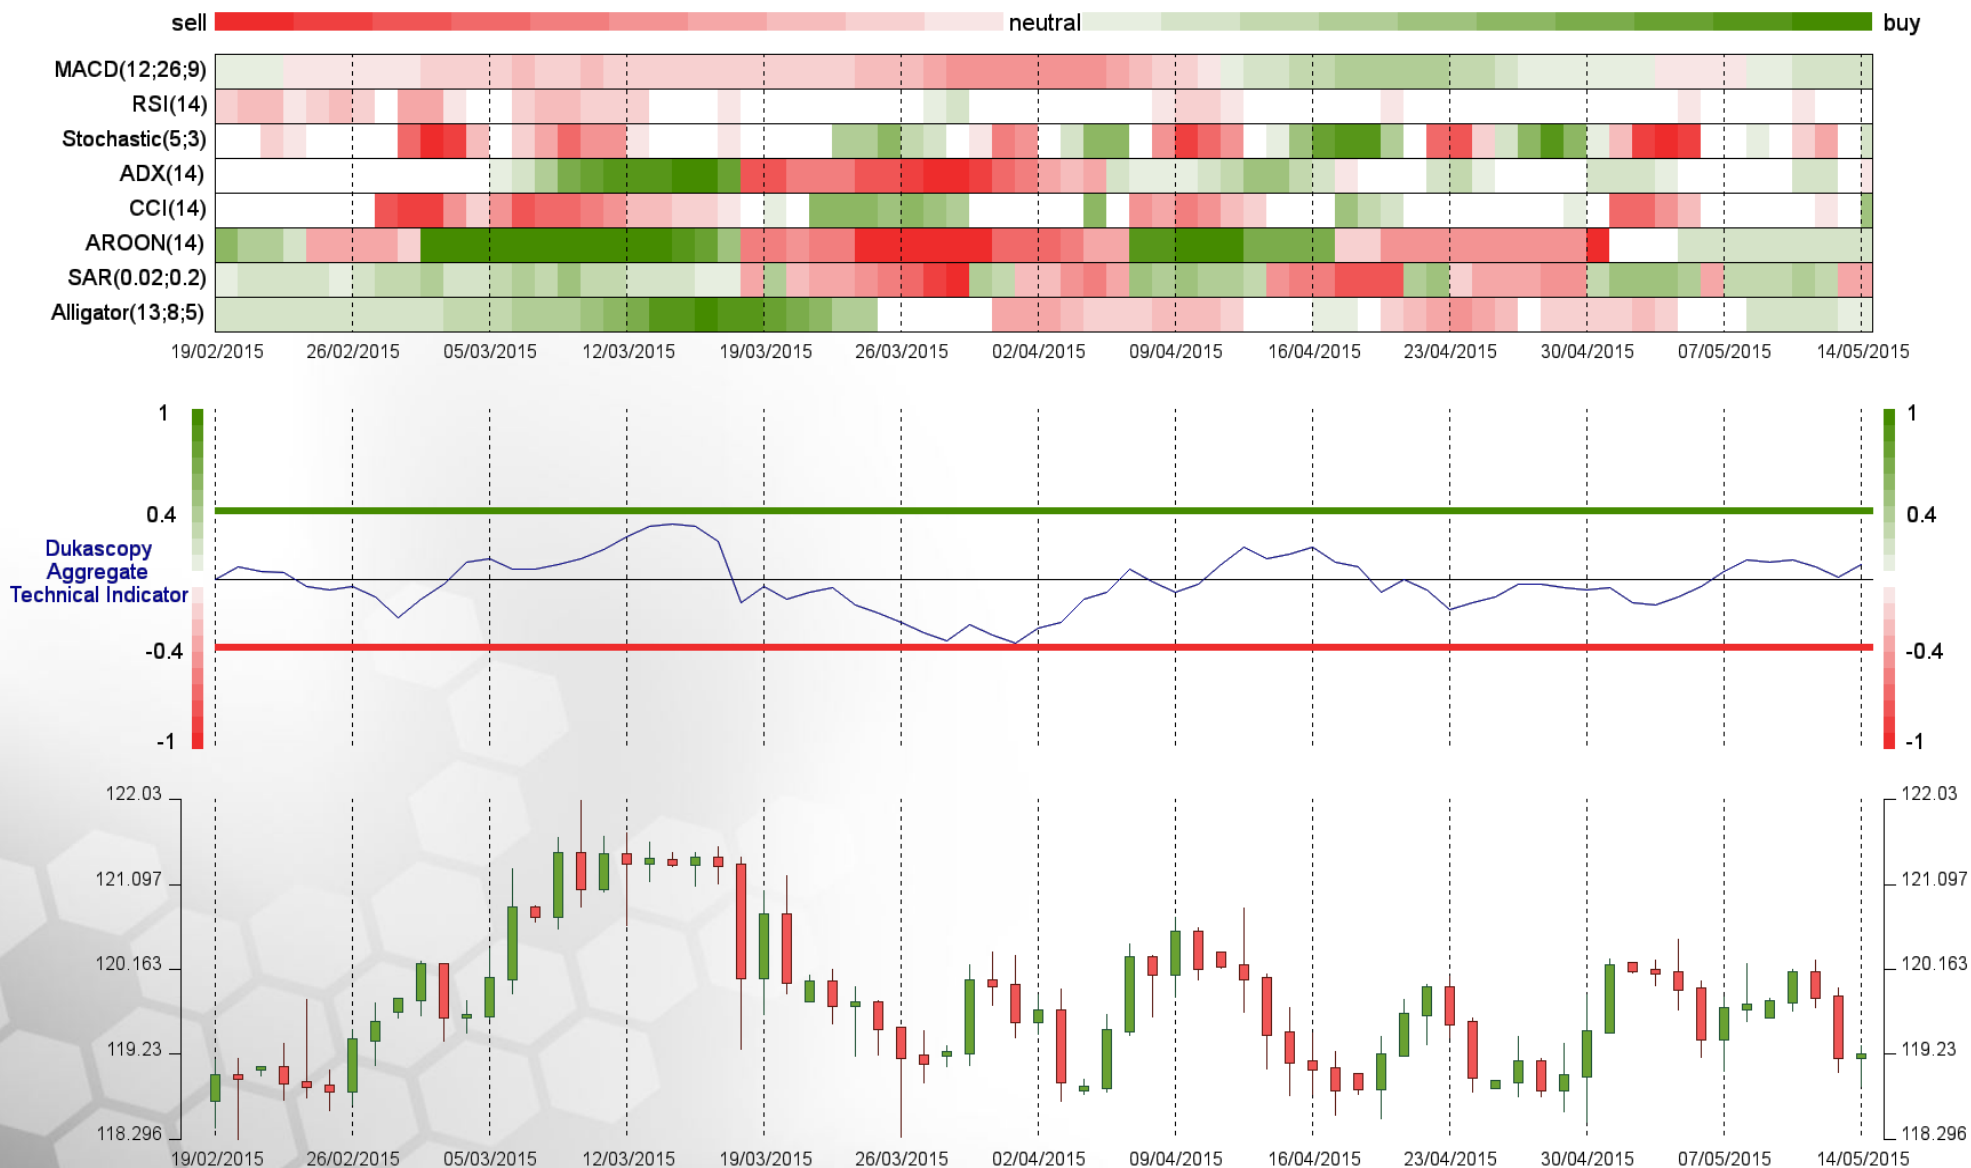 sell neutral buy
MACD(12;26;9)
RSI(14)
Stochastic(5;3)
ADX(14)
CCI(14)
AROON(14)
SAR(0.02;0.2)
Alligator(13;8;5)
19/02/2015 26/02/2015 05/03/2015 12/03/2015 19/03/2015 26/03/2015 02/04/2015 09/04/2015 16/04/2015 23/04/2015 30/04/2015 07/05/2015 14/05/2015
1 1
0.4 0.4
Dukascopy
Aggregate
Technical Indicator
-0.4 -0.4
-1 -1
122.03 122.03
121.097 121.097
120.163 120.163
119.23 119.23
118.296 118.296
19/02/2015 26/02/2015 05/03/2015 12/03/2015 19/03/2015 26/03/2015 02/04/2015 09/04/2015 16/04/2015 23/04/2015 30/04/2015 07/05/2015 14/05/2015